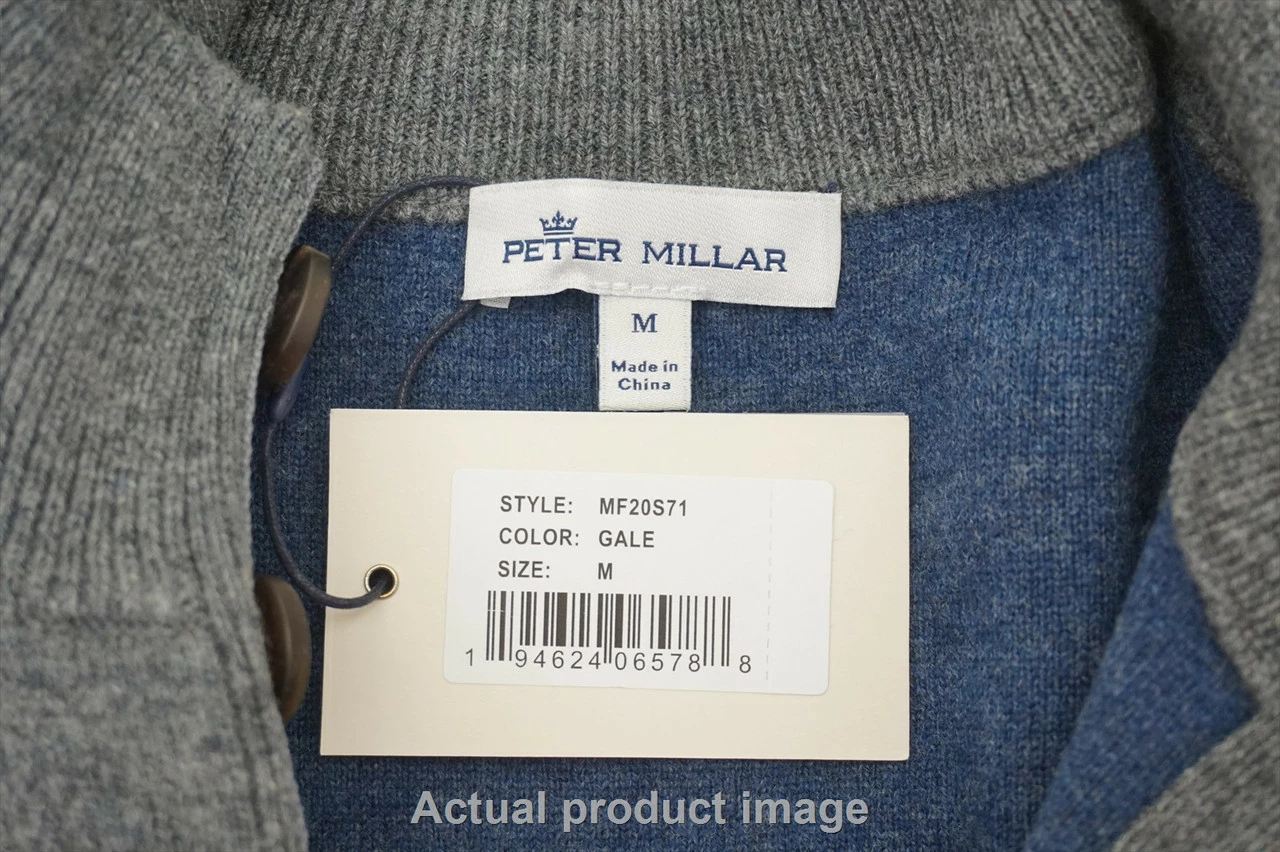 PETER MILLAR
M
Made in
China
STYLE: MF20S71
COLOR: GALE
SIZE: M
1 94624 06578 8
Actual product image